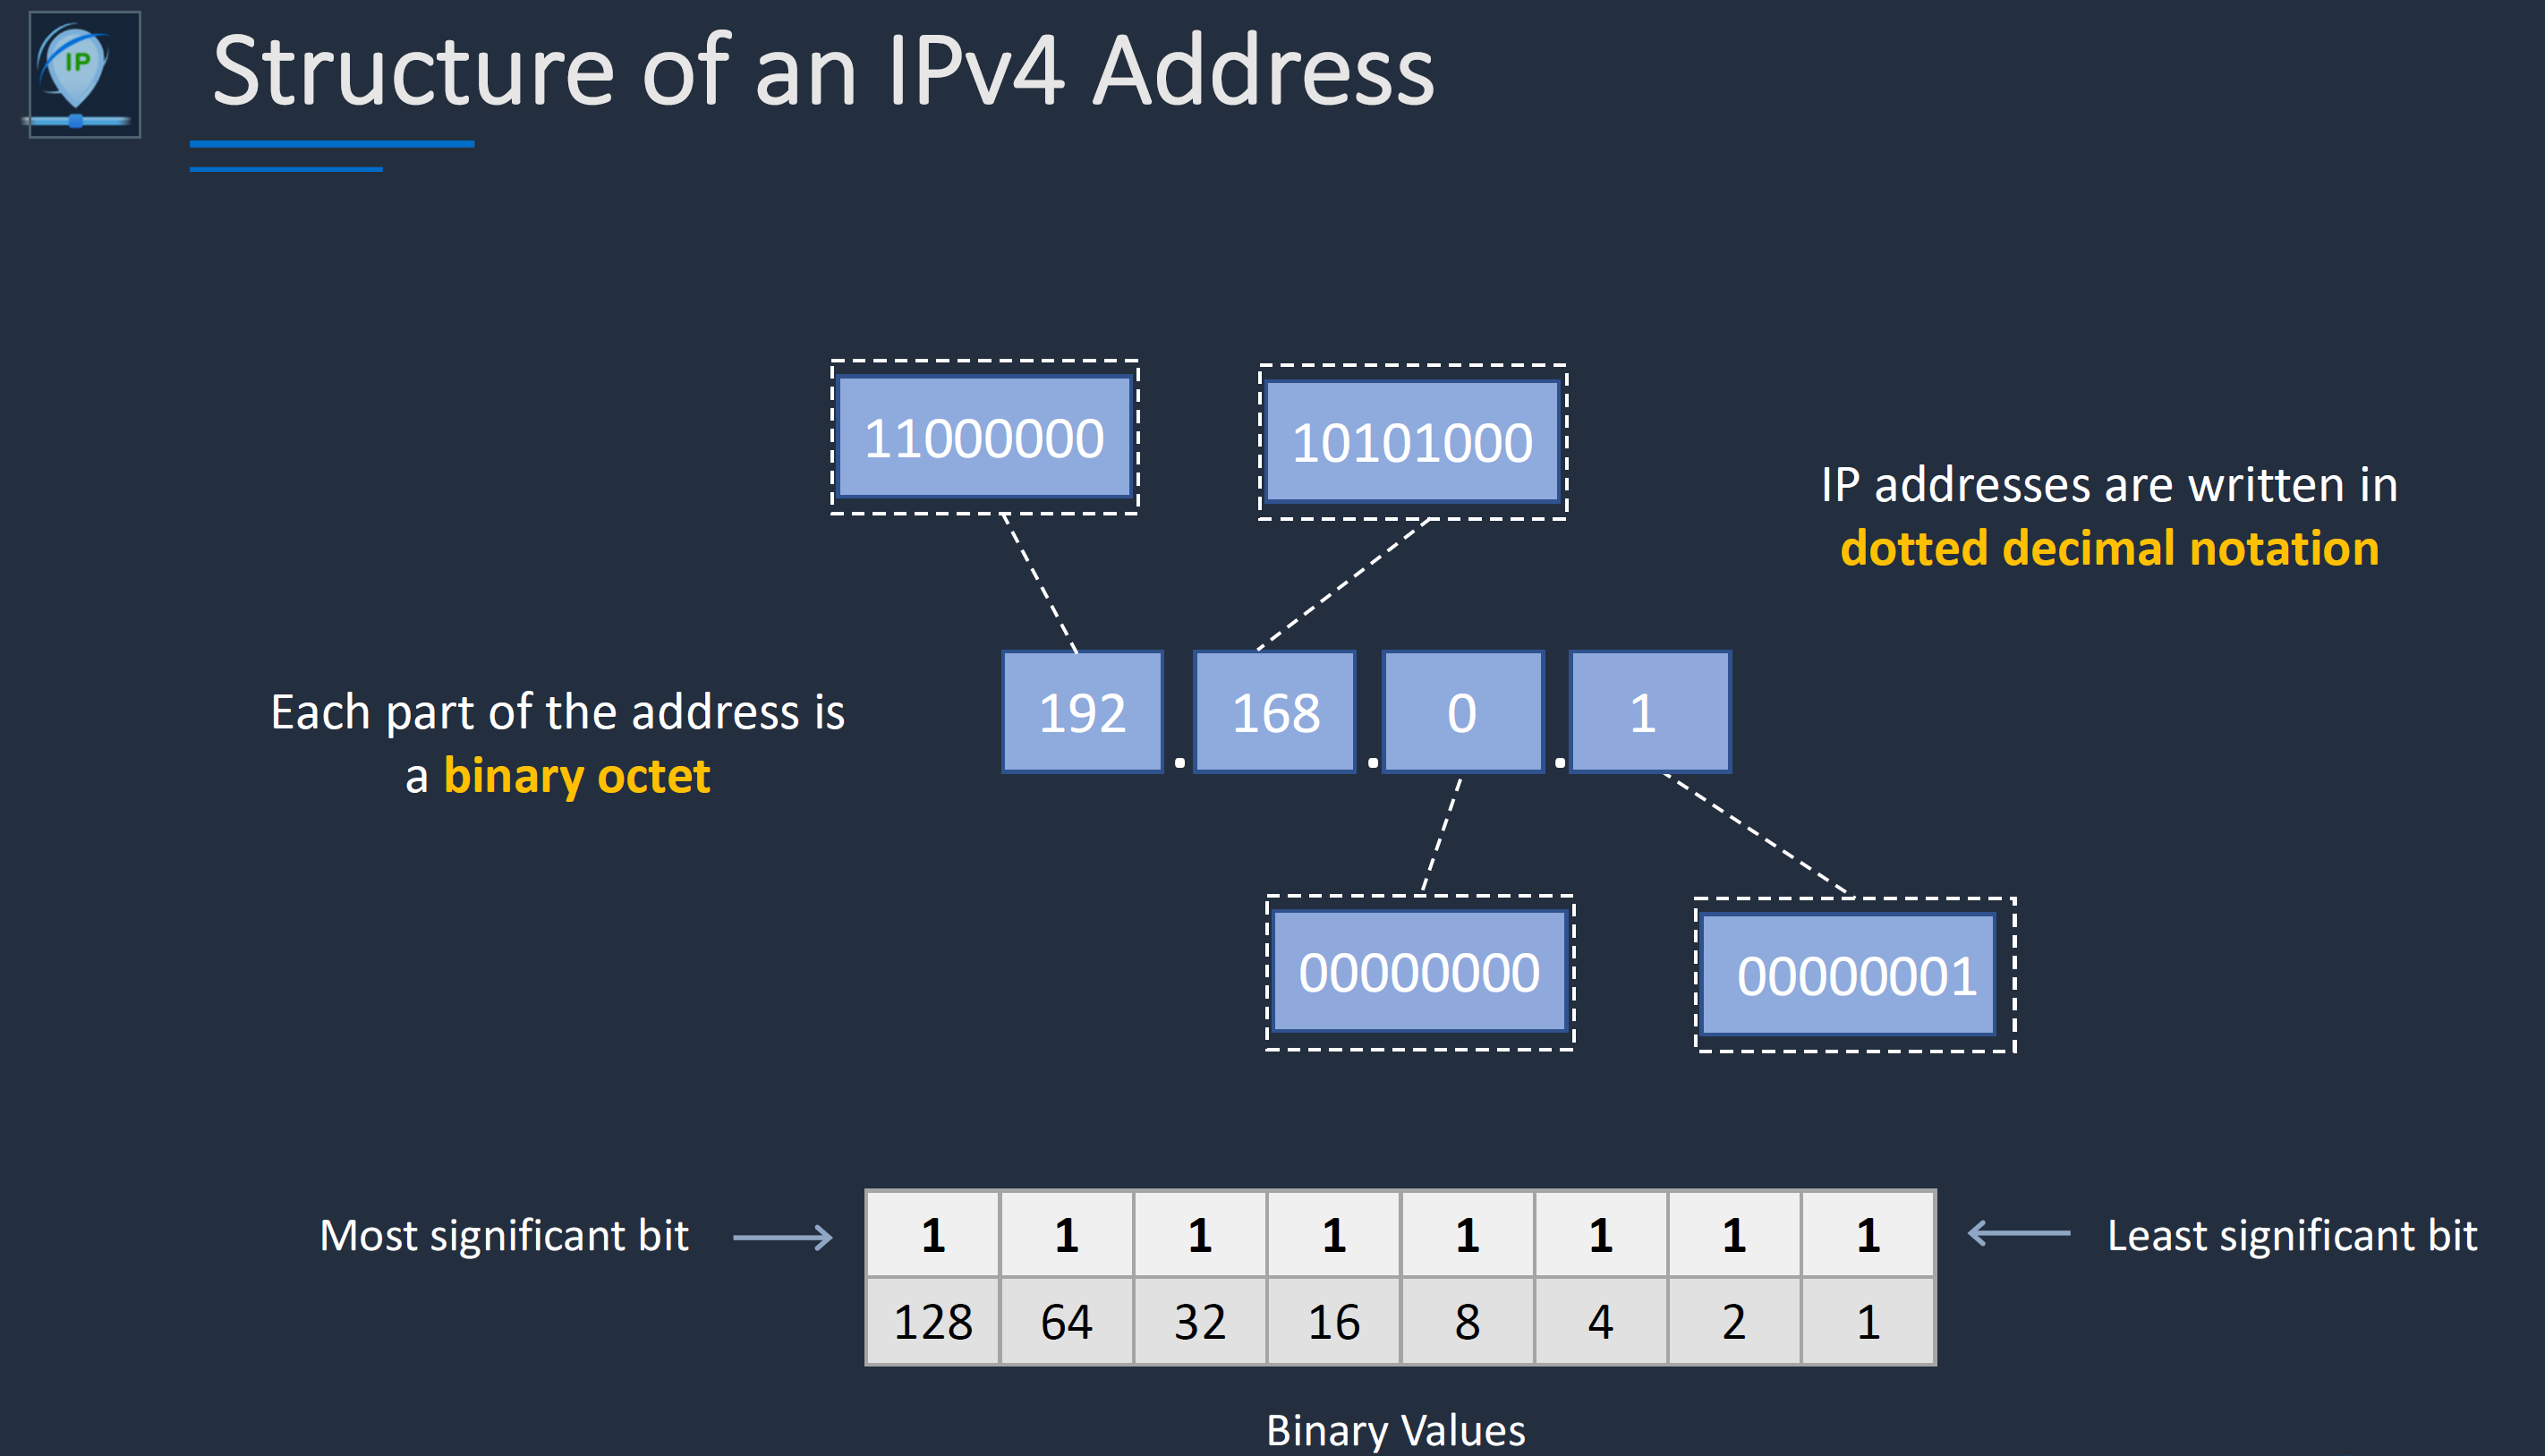 IP
Structure of an IPv4 Address
11000000
10101000
IP addresses are written in
dotted decimal notation
Each part of the address is
a binary octet
192 . 168 . 0 . 1
00000000
00000001
Most significant bit
1 1 1 1 1 1 1 1
Least significant bit
128 64 32 16 8 4 2 1
Binary Values